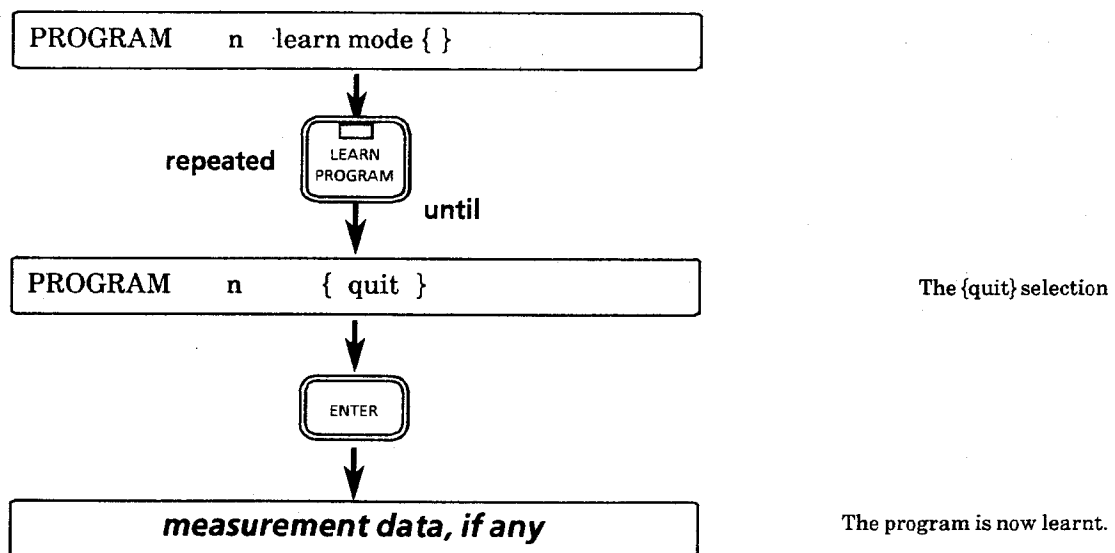 PROGRAM n learn mode { }
repeated
LEARN
PROGRAM
until
PROGRAM n { quit }
The {quit} selection
ENTER
measurement data, if any
The program is now learnt.